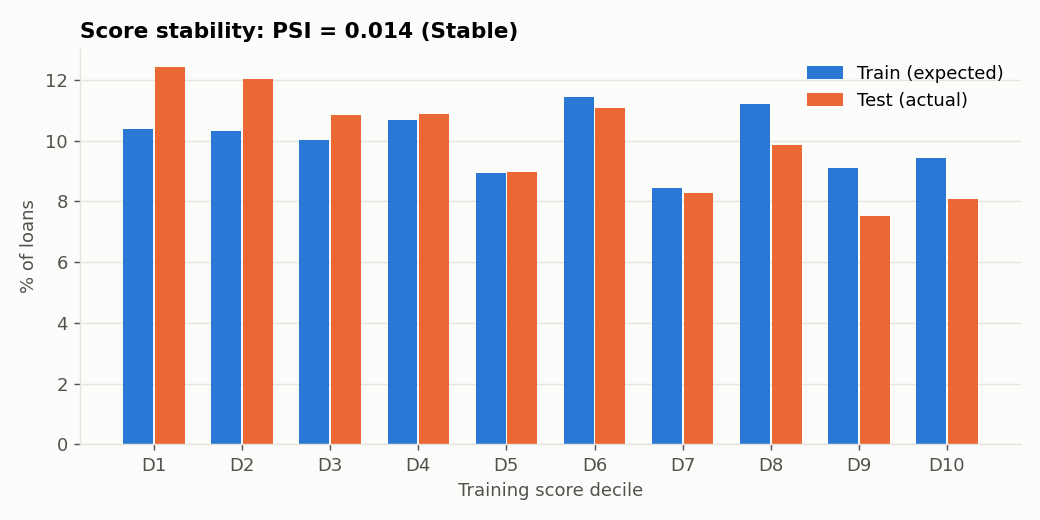 Score stability: PSI = 0.014 (Stable)
Train (expected)
Test (actual)
% of loans
12
10
8
6
4
2
0
D1 D2 D3 D4 D5 D6 D7 D8 D9 D10
Training score decile